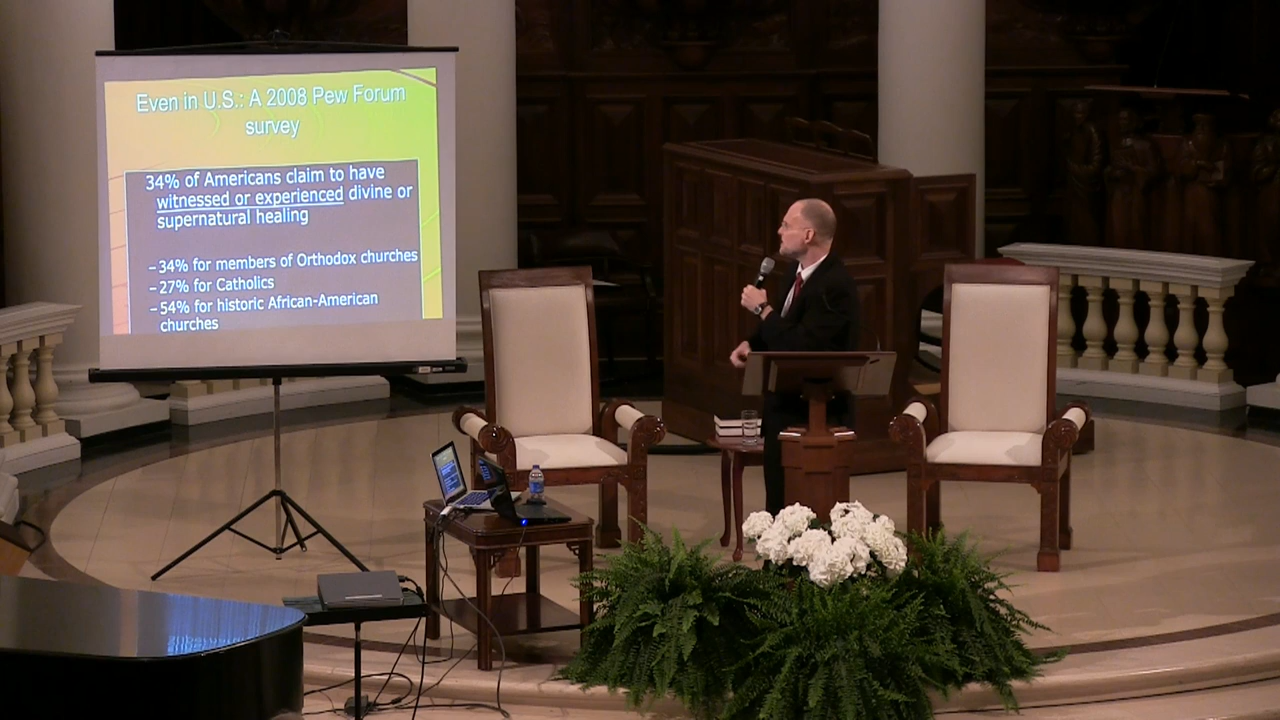 Even in U.S.: A 2008 Pew Forum
survey
34% of Americans claim to have
witnessed or experienced divine or
supernatural healing
– 34% for members of Orthodox churches
– 27% for Catholics
– 54% for historic African-American
churches